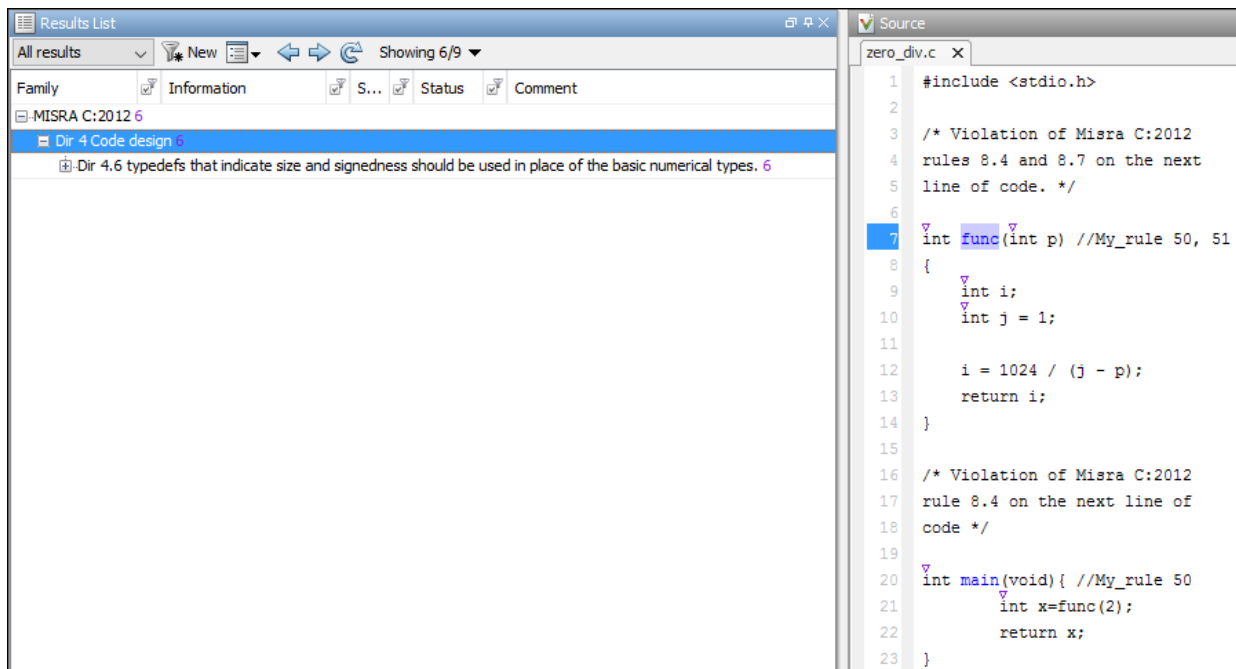 Results List
All results New Showing 6/9
Family Information S... Status Comment
MISRA C:2012 6
Dir 4 Code design 6
Dir 4.6 typedefs that indicate size and signedness should be used in place of the basic numerical types. 6
Source
zero_div.c X
1 #include <stdio.h>
2
3 /* Violation of Misra C:2012
4 rules 8.4 and 8.7 on the next
5 line of code. */
6
7 int func(int p) //My_rule 50, 51
8 {
9 int i;
10 int j = 1;
11
12 i = 1024 / (j - p);
13 return i;
14 }
15
16 /* Violation of Misra C:2012
17 rule 8.4 on the next line of
18 code */
19
20 int main(void){ //My_rule 50
21 int x=func(2);
22 return x;
23 }